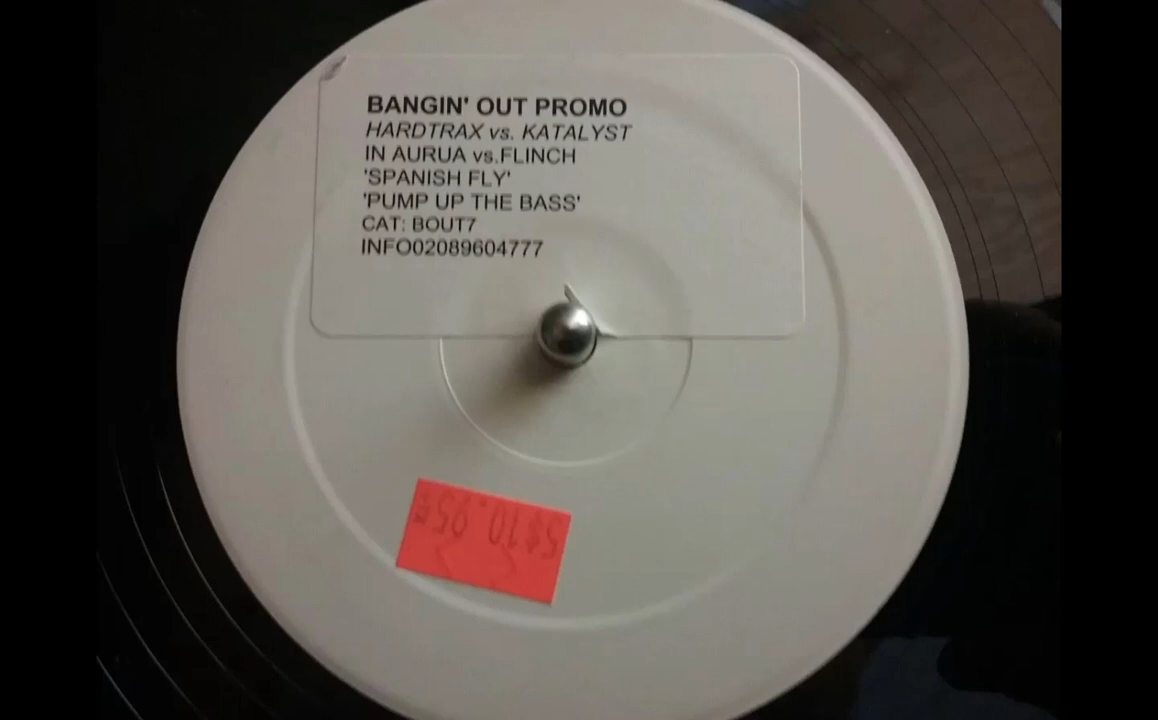 BANGIN' OUT PROMO
HARDTRAX vs. KATALYST
IN AURUA vs.FLINCH
'SPANISH FLY'
'PUMP UP THE BASS'
CAT: BOUT7
INFO02089604777
$10.95